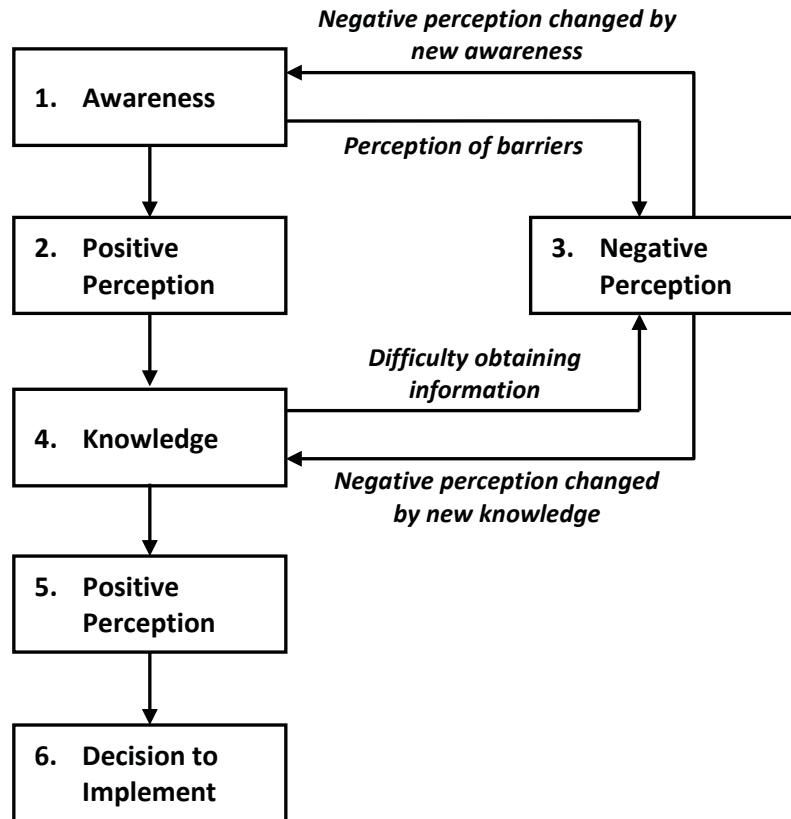 Negative perception changed by
new awareness
1. Awareness
Perception of barriers
2. Positive
Perception
3. Negative
Perception
Difficulty obtaining
information
4. Knowledge
Negative perception changed
by new knowledge
5. Positive
Perception
6. Decision to
Implement